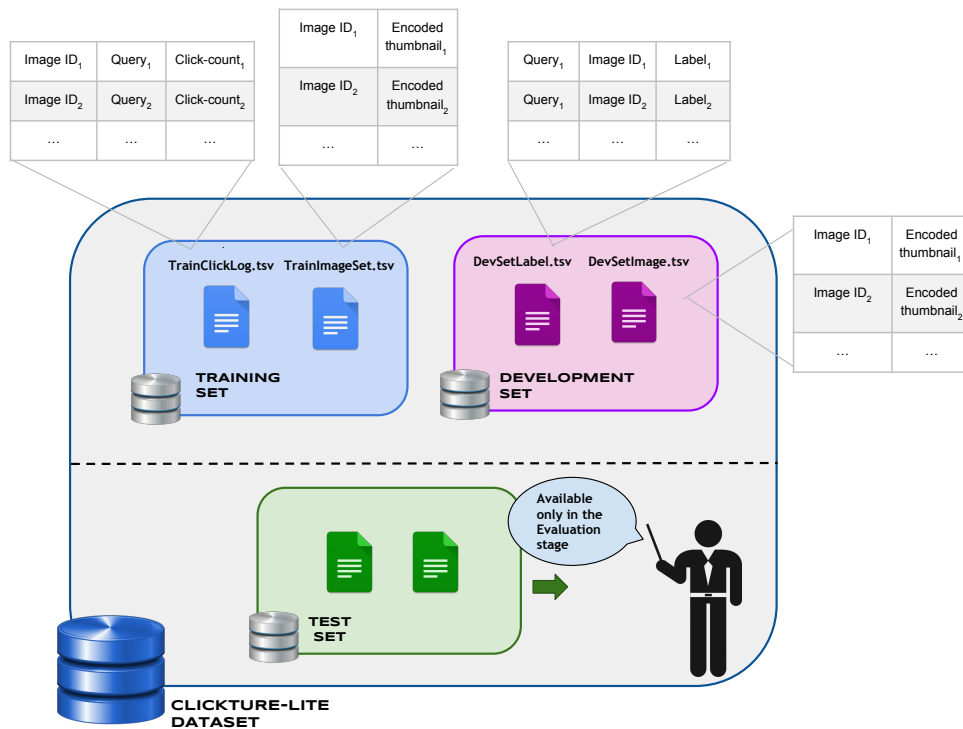 Image ID₁ Query₁ Click-count₁
Image ID₂ Query₂ Click-count₂
... ... ...
Image ID₁ Encoded
thumbnail₁
Image ID₂ Encoded
thumbnail₂
... ...
Query₁ Image ID₁ Label₁
Query₁ Image ID₂ Label₂
... ... ...
Image ID₁ Encoded
thumbnail₁
Image ID₂ Encoded
thumbnail₂
... ...
TrainClickLog.tsv TrainImageSet.tsv
TRAINING
SET
DevSetLabel.tsv DevSetImage.tsv
DEVELOPMENT
SET
Available
only in the
Evaluation
stage
TEST
SET
CLICKTURE-LITE
DATASET